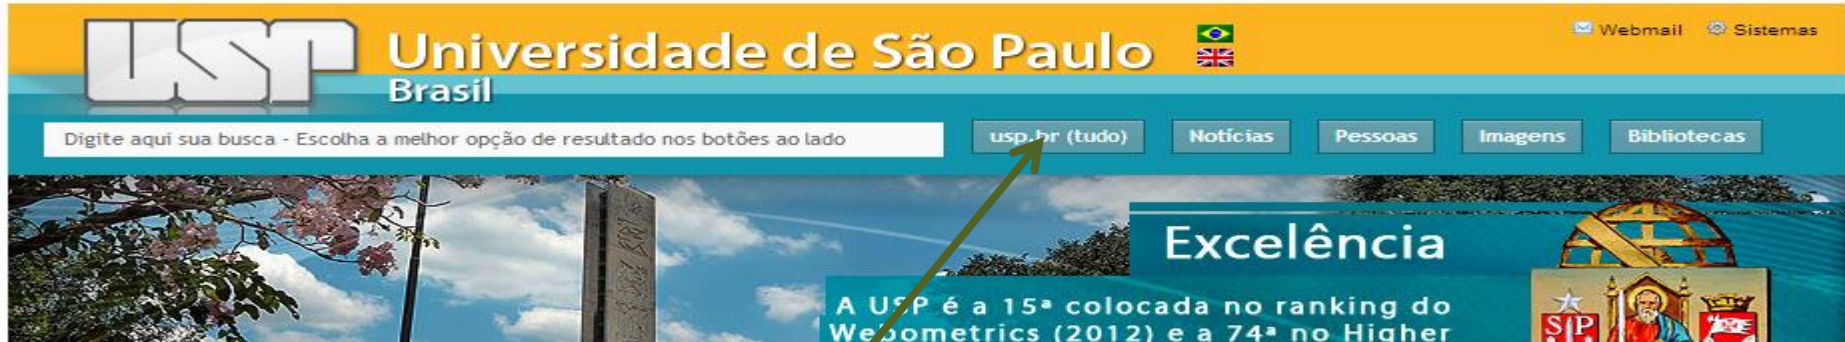 USP
Universidade de São Paulo
Brasil
Webmail Sistemas
Digite aqui sua busca - Escolha a melhor opção de resultado nos botões ao lado
usp.br (tudo) Notícias Pessoas Imagens Bibliotecas
Excelência
A USP é a 15ª colocada no ranking do
Webometrics (2012) e a 74ª no Higher
S P